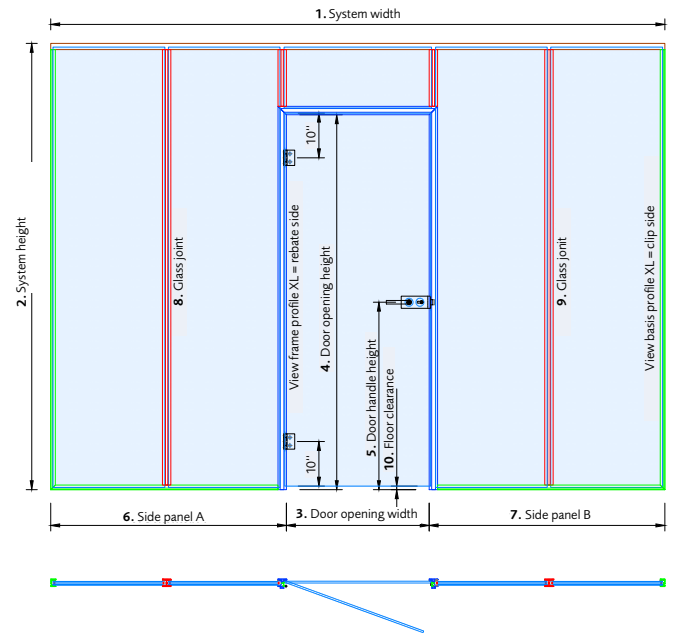 1. System width
2. System height
10"
8. Glass joint
View frame profile XL = rebate side
4. Door opening height
9. Glass jonit
View basis profile XL = clip side
5. Door handle height
10. Floor clearance
10"
6. Side panel A
3. Door opening width
7. Side panel B